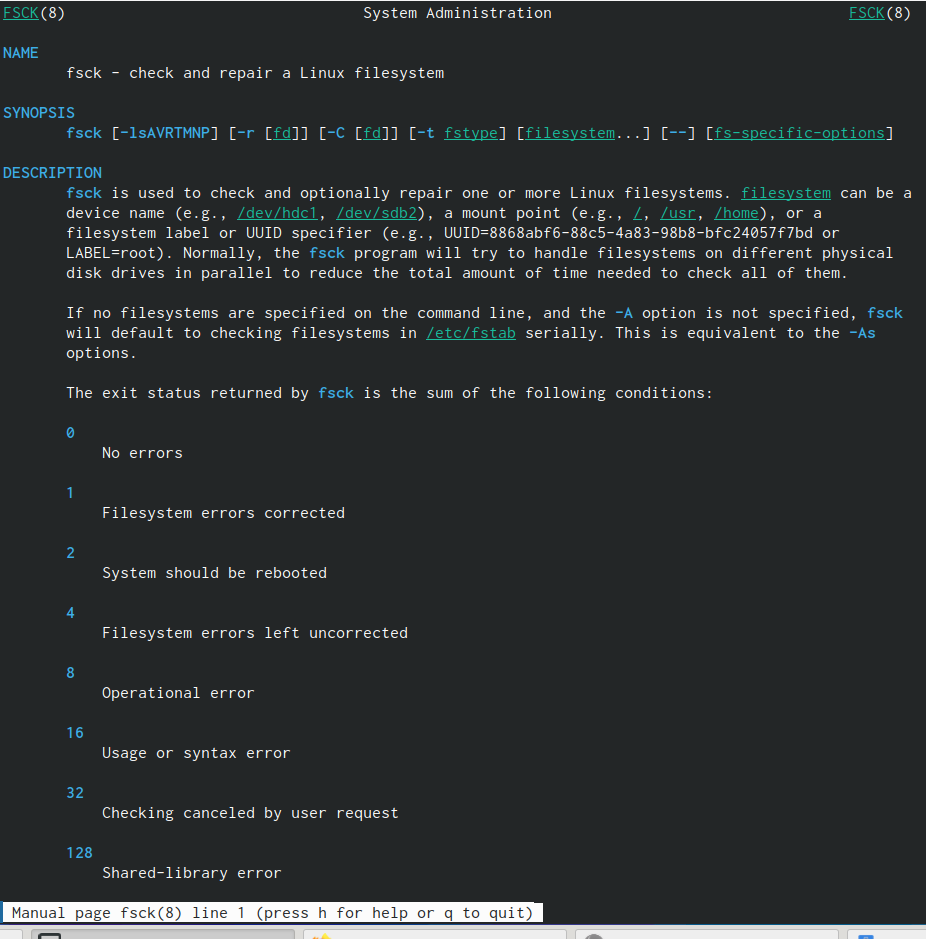 FSCK(8) System Administration FSCK(8)
NAME
fsck - check and repair a Linux filesystem
SYNOPSIS
fsck [-lsAVRTMNP] [-r [fd]] [-C [fd]] [-t fstype] [filesystem...] [--] [fs-specific-options]
DESCRIPTION
fsck is used to check and optionally repair one or more Linux filesystems. filesystem can be a
device name (e.g., /dev/hdc1, /dev/sdb2), a mount point (e.g., /, /usr, /home), or a
filesystem label or UUID specifier (e.g., UUID=8868abf6-88c5-4a83-98b8-bfc24057f7bd or
LABEL=root). Normally, the fsck program will try to handle filesystems on different physical
disk drives in parallel to reduce the total amount of time needed to check all of them.
If no filesystems are specified on the command line, and the -A option is not specified, fsck
will default to checking filesystems in /etc/fstab serially. This is equivalent to the -As
options.
The exit status returned by fsck is the sum of the following conditions:
0
No errors
1
Filesystem errors corrected
2
System should be rebooted
4
Filesystem errors left uncorrected
8
Operational error
16
Usage or syntax error
32
Checking canceled by user request
128
Shared-library error
Manual page fsck(8) line 1 (press h for help or q to quit)